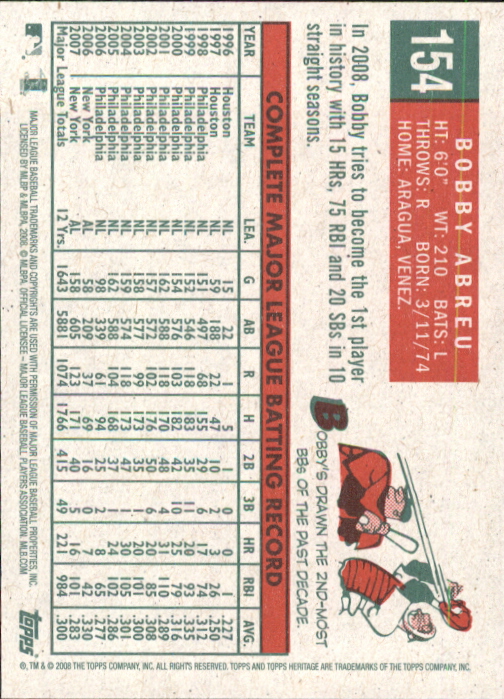 154
BOBBY ABREU
HT: 6'0" WT: 210 BATS: L
THROWS: R BORN: 3/11/74
HOME: ARAGUA, VENEZ.
In 2008, Bobby tries to become the 1st player
in history with 15 HRs, 75 RBI and 20 SBs in 10
straight seasons.
BOBBY'S DRAWN THE 2ND-MOST
BBs OF THE PAST DECADE.
COMPLETE MAJOR LEAGUE BATTING RECORD
YEAR TEAM LEA. G AB R H 2B 3B HR RBI AVG.
1996 Houston NL 15 22 1 5 1 0 0 1 .227
1997 Houston NL 59 188 22 47 10 2 3 26 .250
1998 Philadelphia NL 151 497 68 155 29 6 17 74 .312
1999 Philadelphia NL 152 546 118 183 35 11 20 93 .335
2000 Philadelphia NL 154 576 103 182 42 10 25 79 .316
2001 Philadelphia NL 162 588 118 170 48 4 31 110 .289
2002 Philadelphia NL 157 572 102 176 50 6 20 85 .308
2003 Philadelphia NL 158 577 99 173 35 1 20 101 .300
2004 Philadelphia NL 159 574 118 173 47 1 30 105 .301
2005 Philadelphia NL 162 588 104 168 37 1 24 102 .286
2006 Philadelphia NL 98 339 61 94 25 2 8 65 .277
2006 New York AL 58 209 37 69 16 0 7 42 .330
2007 New York AL 158 605 123 171 40 5 16 101 .283
Major League Totals 12 Yrs. 1643 5881 1074 1766 415 49 221 984 .300
MAJOR LEAGUE BASEBALL TRADEMARKS AND COPYRIGHTS ARE USED WITH PERMISSION OF MAJOR LEAGUE BASEBALL PROPERTIES, INC.
LICENSED BY MLBP & MLBPA, 2008. © MLBPA. OFFICIAL LICENSEE – MAJOR LEAGUE BASEBALL PLAYERS ASSOCIATION. MLB.COM
Topps
®, TM & © 2008 THE TOPPS COMPANY, INC. ALL RIGHTS RESERVED. TOPPS AND TOPPS HERITAGE ARE TRADEMARKS OF THE TOPPS COMPANY, INC.